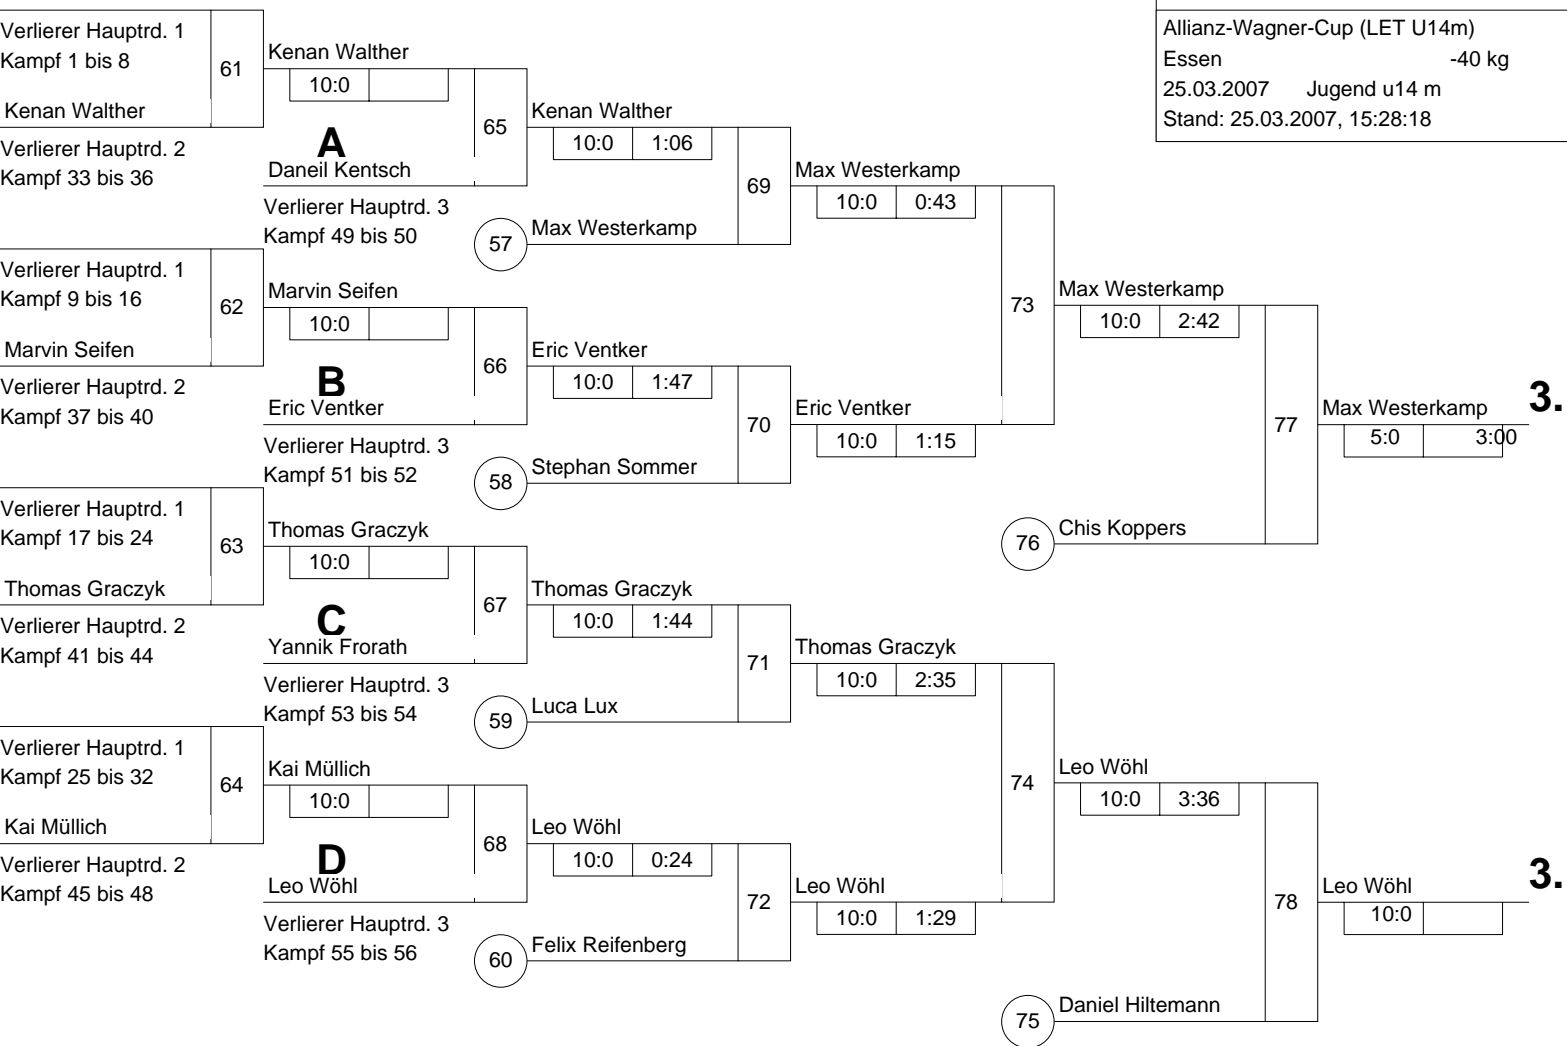 Allianz-Wagner-Cup (LET U14m)
Essen -40 kg
25.03.2007 Jugend u14 m
Stand: 25.03.2007, 15:28:18
Verlierer Hauptrd. 1
Kampf 1 bis 8
61
Kenan Walther
10:0
Kenan Walther
65
Kenan Walther
10:0 1:06
A
Verlierer Hauptrd. 2
Kampf 33 bis 36
Daneil Kentsch
69
Max Westerkamp
10:0 0:43
Verlierer Hauptrd. 3
Kampf 49 bis 50
57
Max Westerkamp
Verlierer Hauptrd. 1
Kampf 9 bis 16
62
Marvin Seifen
10:0
73
Max Westerkamp
10:0 2:42
Marvin Seifen
66
Eric Ventker
10:0 1:47
B
Verlierer Hauptrd. 2
Kampf 37 bis 40
Eric Ventker
70
Eric Ventker
10:0 1:15
77
Max Westerkamp
3.
5:0 3:00
Verlierer Hauptrd. 3
Kampf 51 bis 52
58
Stephan Sommer
Verlierer Hauptrd. 1
Kampf 17 bis 24
63
Thomas Graczyk
10:0
76
Chis Koppers
Thomas Graczyk
67
Thomas Graczyk
10:0 1:44
C
Verlierer Hauptrd. 2
Kampf 41 bis 44
Yannik Frorath
71
Thomas Graczyk
10:0 2:35
Verlierer Hauptrd. 3
Kampf 53 bis 54
59
Luca Lux
Verlierer Hauptrd. 1
Kampf 25 bis 32
64
Kai Müllich
10:0
74
Leo Wöhl
10:0 3:36
Kai Müllich
68
Leo Wöhl
10:0 0:24
D
Verlierer Hauptrd. 2
Kampf 45 bis 48
Leo Wöhl
72
Leo Wöhl
10:0 1:29
78
Leo Wöhl
3.
10:0
Verlierer Hauptrd. 3
Kampf 55 bis 56
60
Felix Reifenberg
75
Daniel Hiltemann